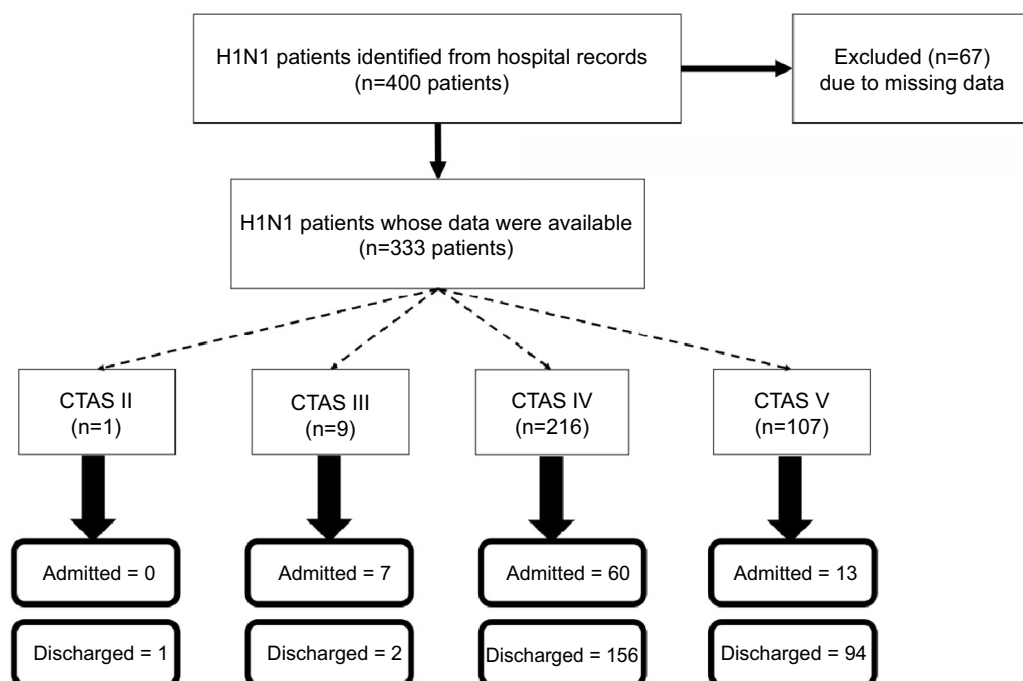 H1N1 patients identified from hospital records
(n=400 patients)
Excluded (n=67)
due to missing data
H1N1 patients whose data were available
(n=333 patients)
CTAS II
(n=1)
CTAS III
(n=9)
CTAS IV
(n=216)
CTAS V
(n=107)
Admitted = 0
Admitted = 7
Admitted = 60
Admitted = 13
Discharged = 1
Discharged = 2
Discharged = 156
Discharged = 94